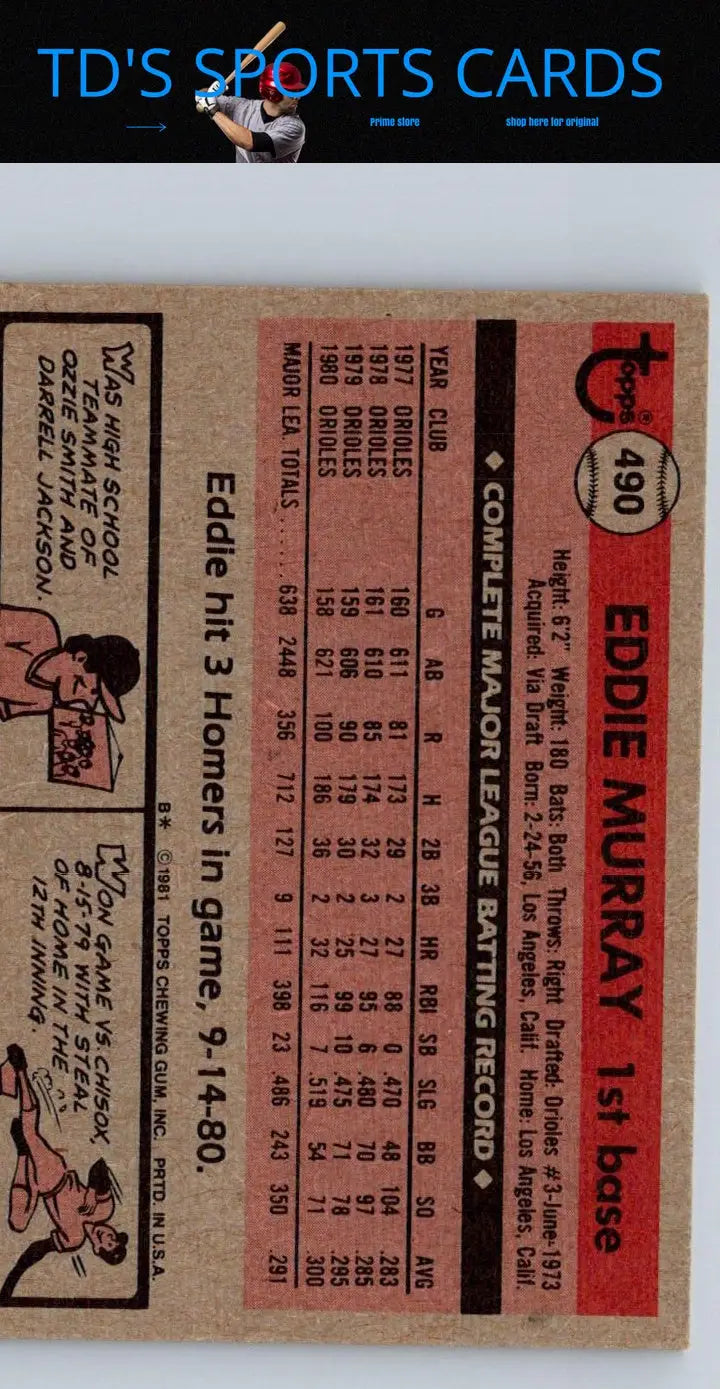 TD'S SPORTS CARDS
Prime store
shop here for original
topps®
490
EDDIE MURRAY 1st base
Height: 6'2" Weight: 180 Bats: Both Throws: Right Drafted: Orioles #3-June-1973
Acquired: Via Draft Born: 2-24-56, Los Angeles, Calif. Home: Los Angeles, Calif.
◆ COMPLETE MAJOR LEAGUE BATTING RECORD ◆
YEAR CLUB G AB R H 2B 3B HR RBI SB SLG BB SO AVG
1977 ORIOLES 160 611 81 173 29 2 27 88 0 .470 48 104 .283
1978 ORIOLES 161 610 85 174 32 3 27 95 6 .480 70 97 .285
1979 ORIOLES 159 606 90 179 30 2 25 99 10 .475 71 78 .295
1980 ORIOLES 158 621 100 186 36 2 32 116 7 .519 54 71 .300
MAJOR LEA. TOTALS ...... 638 2448 356 712 127 9 111 398 23 .486 243 350 .291
Eddie hit 3 Homers in game, 9-14-80.
B* ©1981 TOPPS CHEWING GUM, INC. PRTD. IN U.S.A.
WAS HIGH SCHOOL
TEAMMATE OF
OZZIE SMITH AND
DARRELL JACKSON.
WON GAME VS. CHISOX,
8-15-79 WITH STEAL
OF HOME IN THE
12TH INNING.